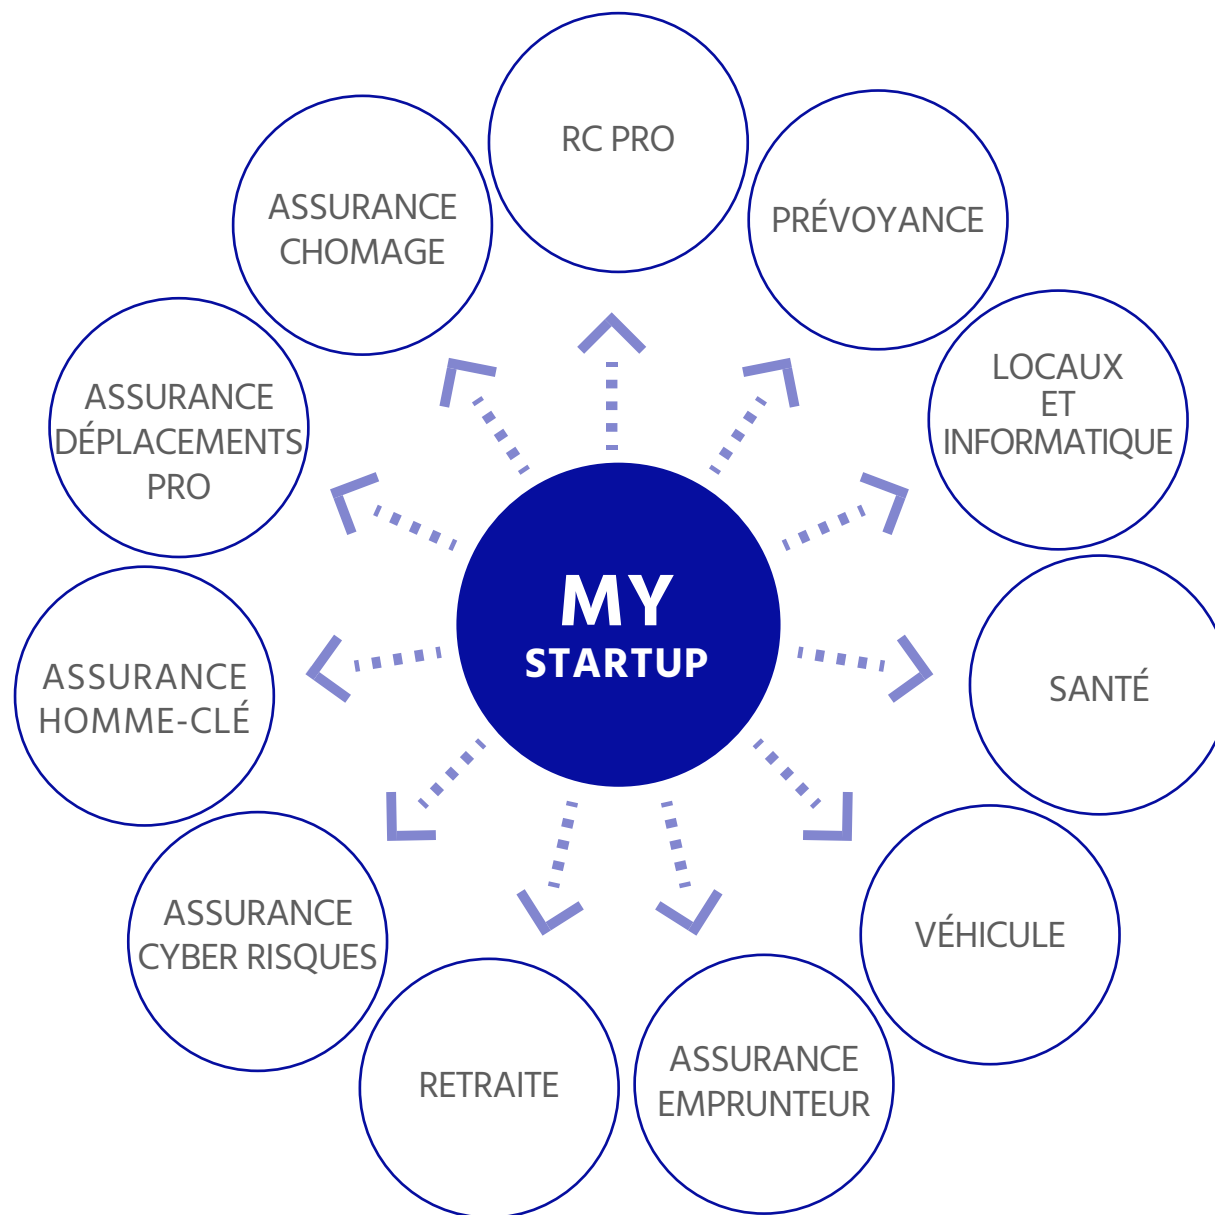 RC PRO
PRÉVOYANCE
LOCAUX
ET
INFORMATIQUE
SANTÉ
VÉHICULE
ASSURANCE
EMPRUNTEUR
RETRAITE
ASSURANCE
CYBER RISQUES
ASSURANCE
HOMME-CLÉ
ASSURANCE
DÉPLACEMENTS
PRO
ASSURANCE
CHOMAGE
MY
STARTUP